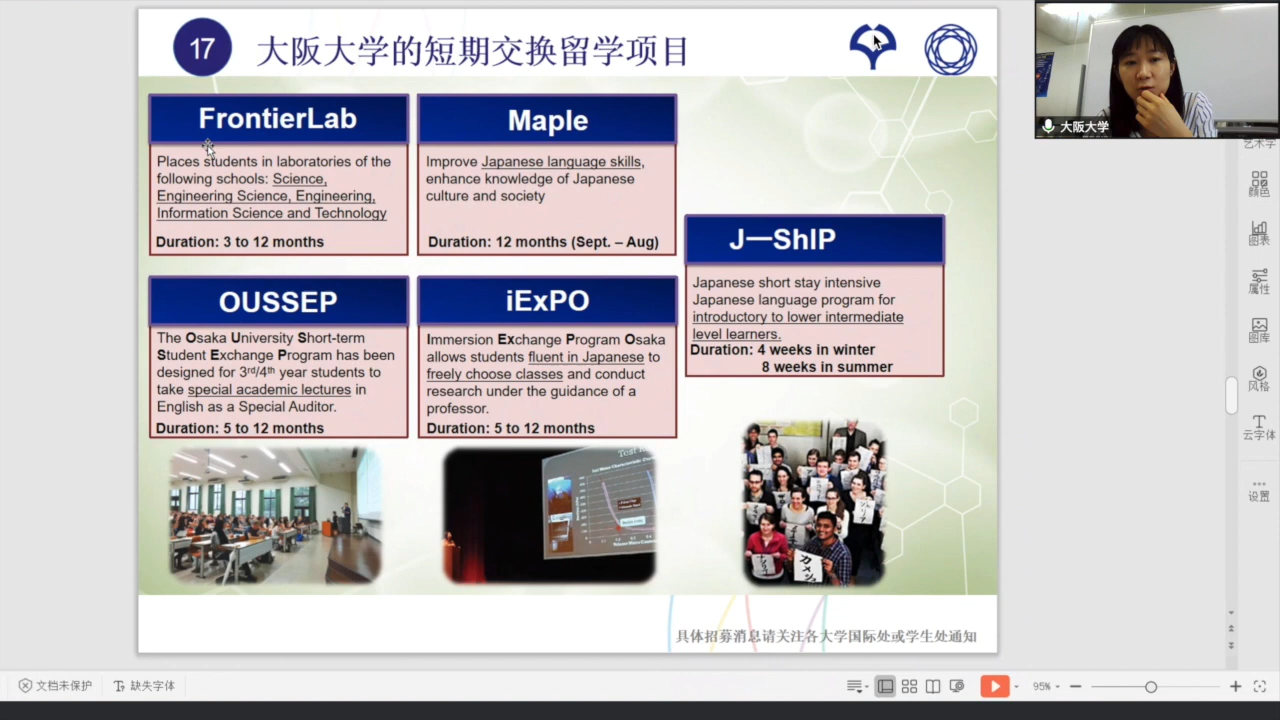 17
大阪大学的短期交换留学项目
FrontierLab
Places students in laboratories of the
following schools: Science,
Engineering Science, Engineering,
Information Science and Technology
Duration: 3 to 12 months
Maple
Improve Japanese language skills,
enhance knowledge of Japanese
culture and society
Duration: 12 months (Sept. – Aug)
OUSSEP
The Osaka University Short-term
Student Exchange Program has been
designed for 3rd/4th year students to
take special academic lectures in
English as a Special Auditor.
Duration: 5 to 12 months
iExPO
Immersion Exchange Program Osaka
allows students fluent in Japanese to
freely choose classes and conduct
research under the guidance of a
professor.
Duration: 5 to 12 months
J—ShIP
Japanese short stay intensive
Japanese language program for
introductory to lower intermediate
level learners.
Duration: 4 weeks in winter
8 weeks in summer
具体招募消息请关注各大学国际处或学生处通知
大阪大学
艺术字
颜色
图表
属性
图库
风格
云字体
设置
文档未保护
缺失字体
95%